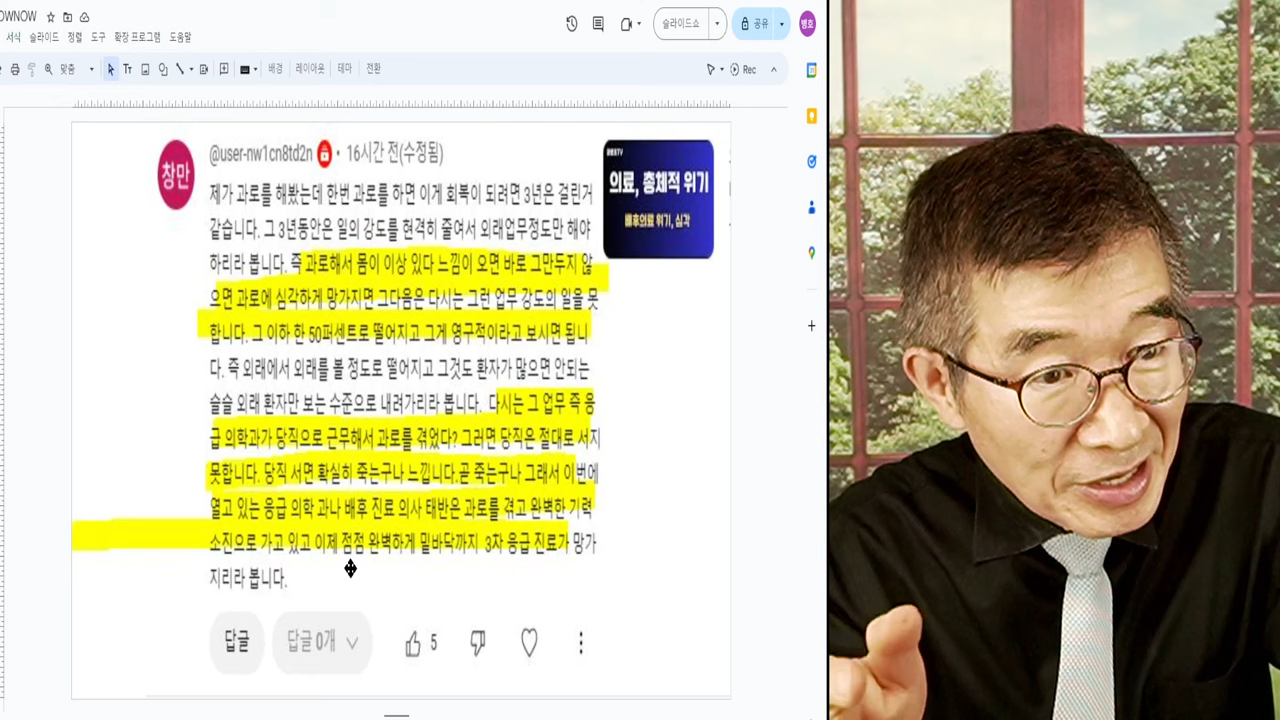 OWNOW
서식 슬라이드 정렬 도구 확장 프로그램 도움말
슬라이드쇼
공유
병호
맞춤
배경 레이아웃 테마 전환
Rec
창만
@user-nw1cn8td2n • 16시간 전(수정됨)
제가 과로를 해봤는데 한번 과로를 하면 이게 회복이 되려면 3년은 걸린거
같습니다. 그 3년동안은 일의 강도를 현격히 줄여서 외래업무정도만 해야
하리라 봅니다. 즉 과로해서 몸이 이상 있다 느낌이 오면 바로 그만두지 않
으면 과로에 심각하게 망가지면 그다음은 다시는 그런 업무 강도의 일을 못
합니다. 그 이하 한 50퍼센트로 떨어지고 그게 영구적이라고 보시면 됩니
다. 즉 외래에서 외래를 볼 정도로 떨어지고 그것도 환자가 많으면 안되는
슬슬 외래 환자만 보는 수준으로 내려가리라 봅니다. 다시는 그 업무 즉 응
급 의학과가 당직으로 근무해서 과로를 겪었다? 그러면 당직은 절대로 서지
못합니다. 당직 서면 확실히 죽는구나 느낍니다.곧 죽는구나 그래서 이번에
열고 있는 응급 의학 과나 배후 진료 의사 태반은 과로를 겪고 완벽한 기력
소진으로 가고 있고 이제 점점 완벽하게 밑바닥까지 3차 응급 진료가 망가
지리라 봅니다.
답글 답글 0개 5
의료, 총체적 위기
배후의료 위기, 심각